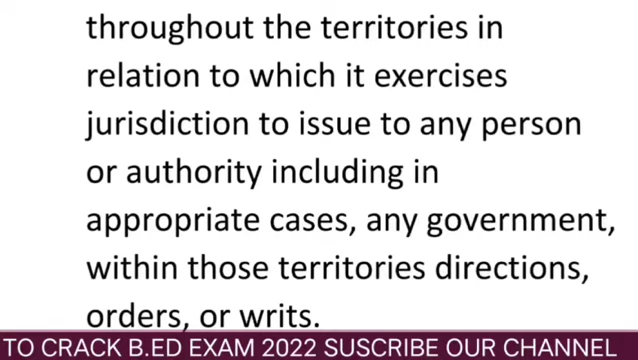 throughout the territories in
relation to which it exercises
jurisdiction to issue to any person
or authority including in
appropriate cases, any government,
within those territories directions,
orders, or writs.
TO CRACK B.ED EXAM 2022 SUSCRIBE OUR CHANNEL